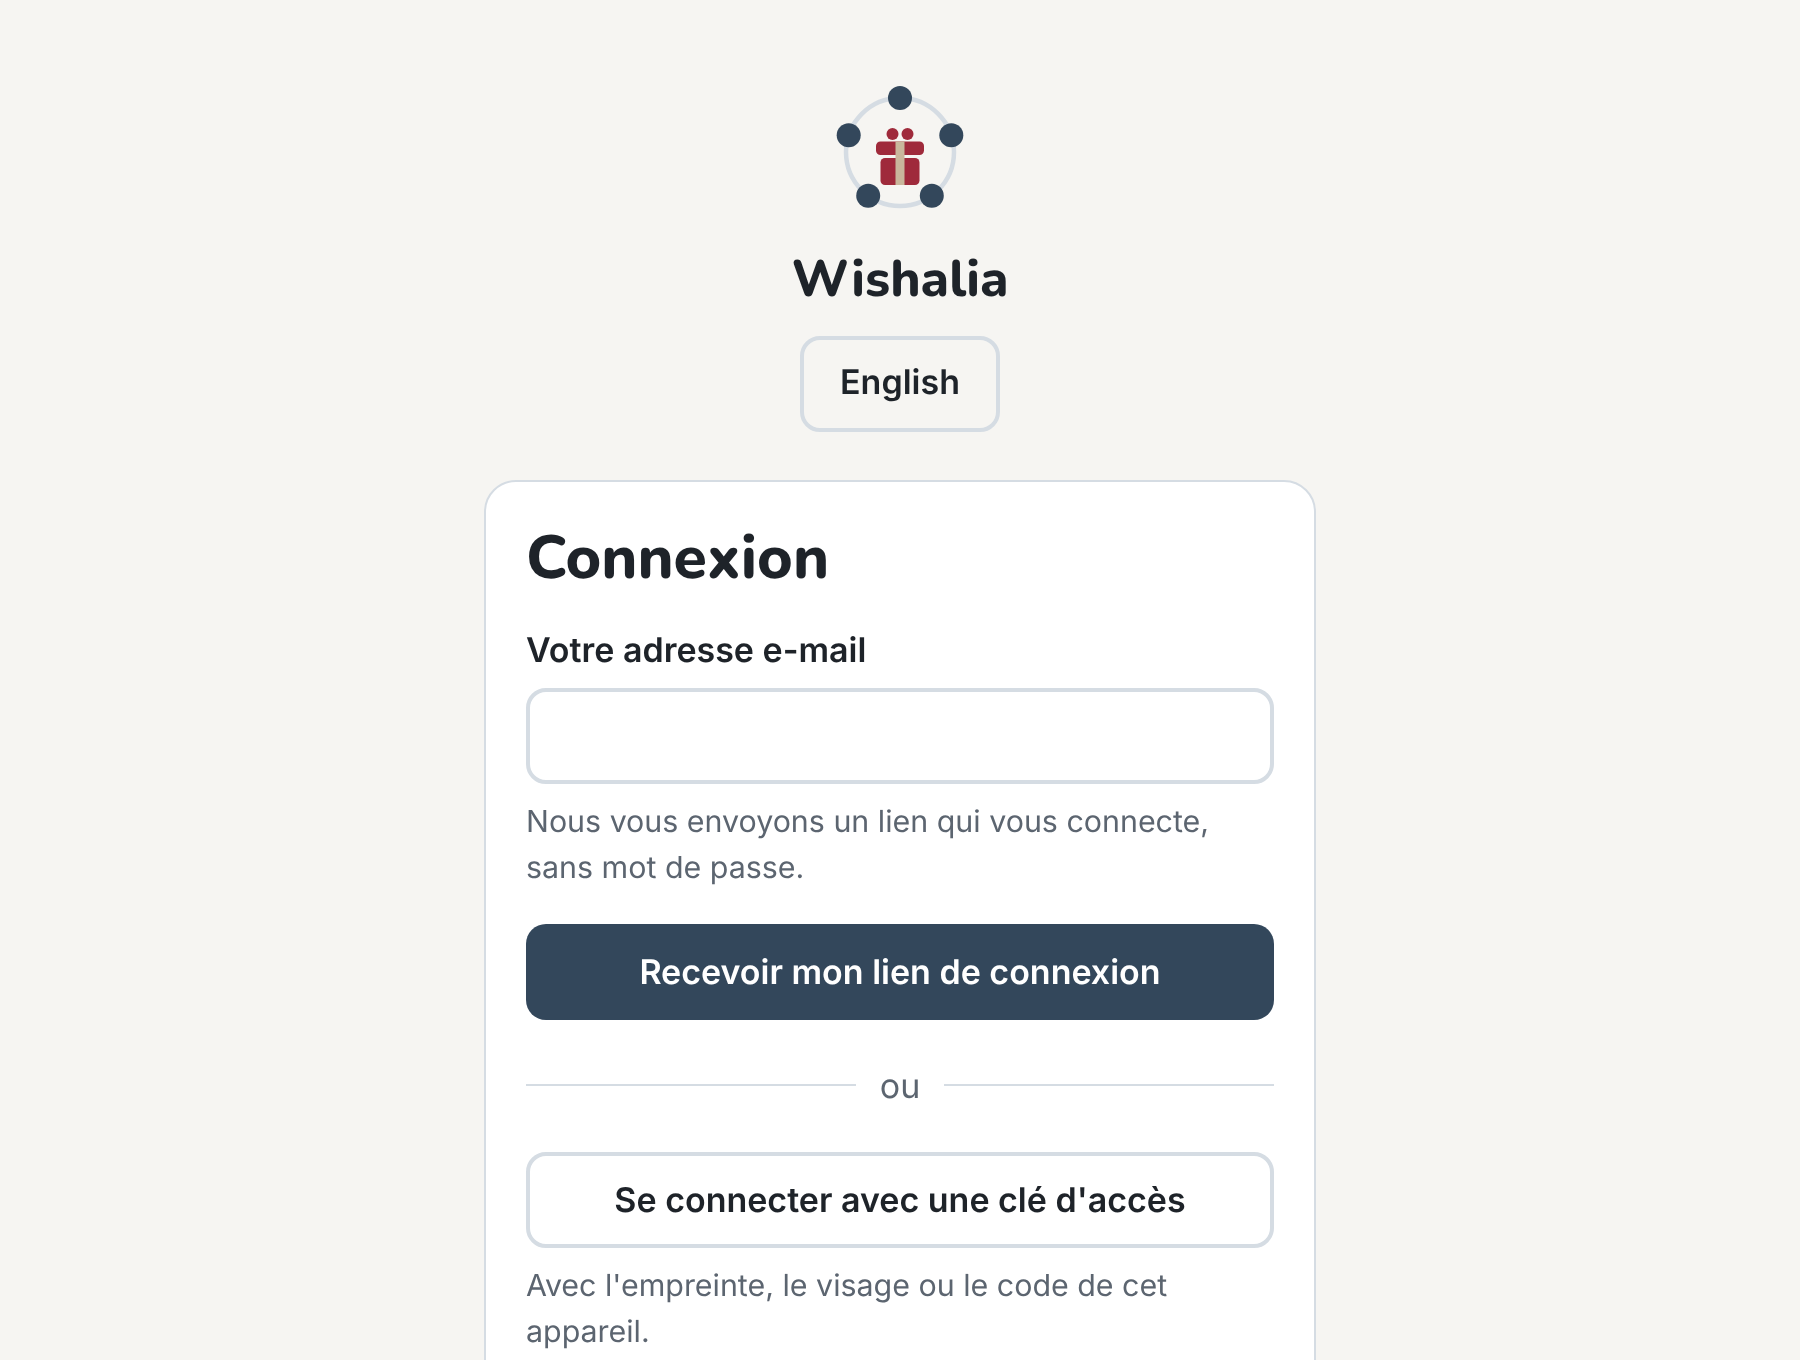 Wishalia
English
Connexion
Votre adresse e-mail
Nous vous envoyons un lien qui vous connecte,
sans mot de passe.
Recevoir mon lien de connexion
ou
Se connecter avec une clé d'accès
Avec l'empreinte, le visage ou le code de cet
appareil.